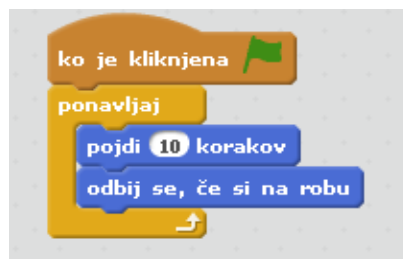 ko je kliknjena
ponavljaj
pojdi 10 korakov
odbij se, če si na robu